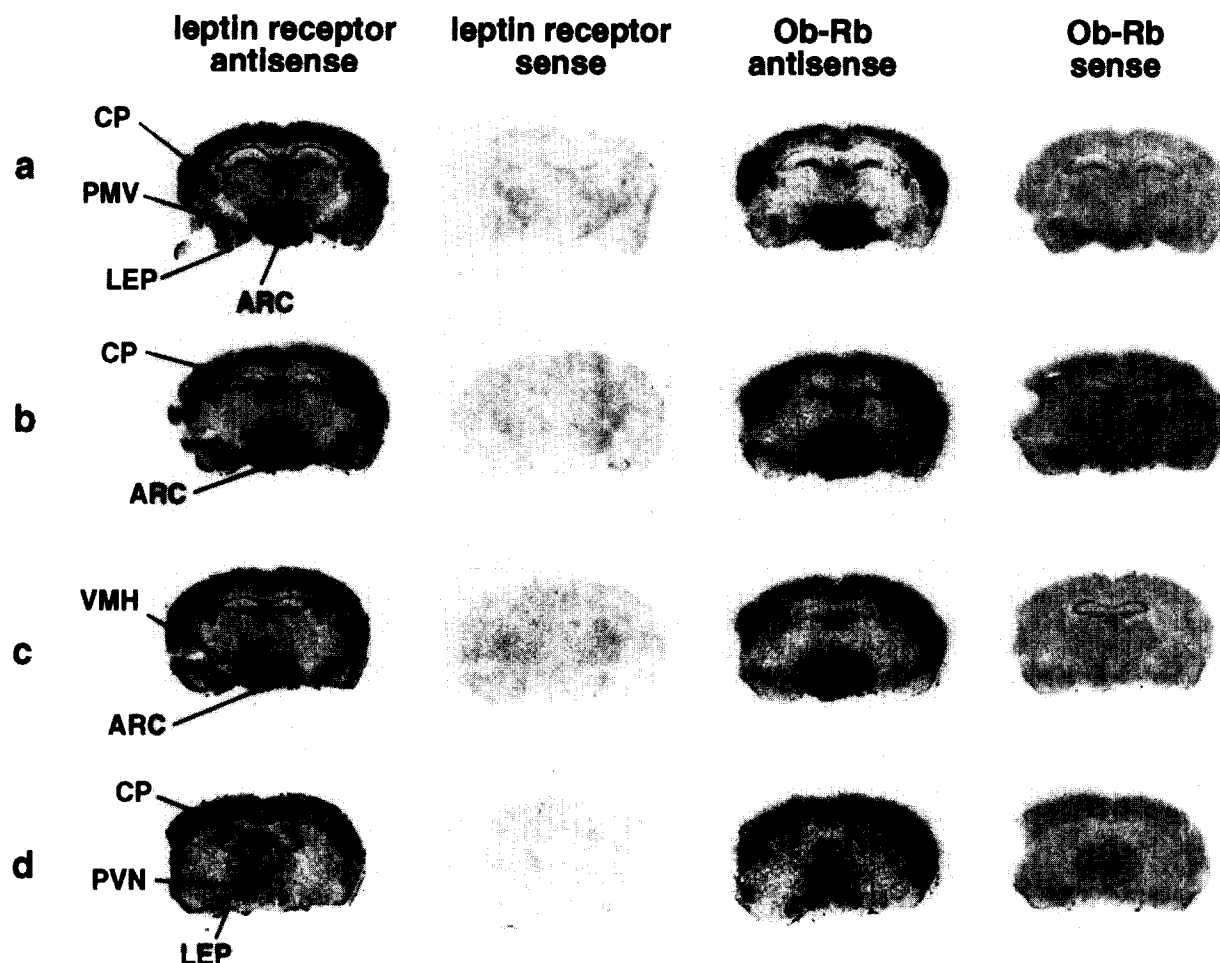 leptin receptor antisense
leptin receptor sense
Ob-Rb antisense
Ob-Rb sense
a
CP
PMV
LEP
ARC
b
CP
ARC
c
VMH
ARC
d
CP
PVN
LEP